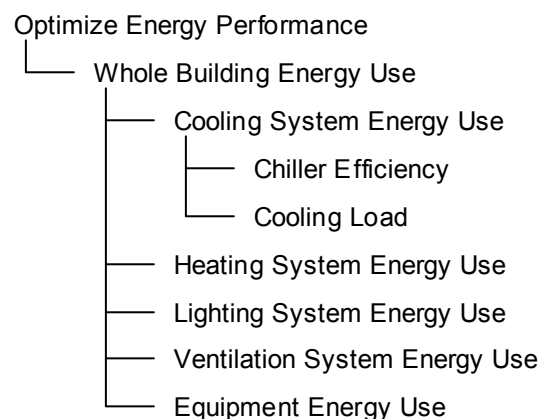 Optimize Energy Performance
Whole Building Energy Use
Cooling System Energy Use
Chiller Efficiency
Cooling Load
Heating System Energy Use
Lighting System Energy Use
Ventilation System Energy Use
Equipment Energy Use